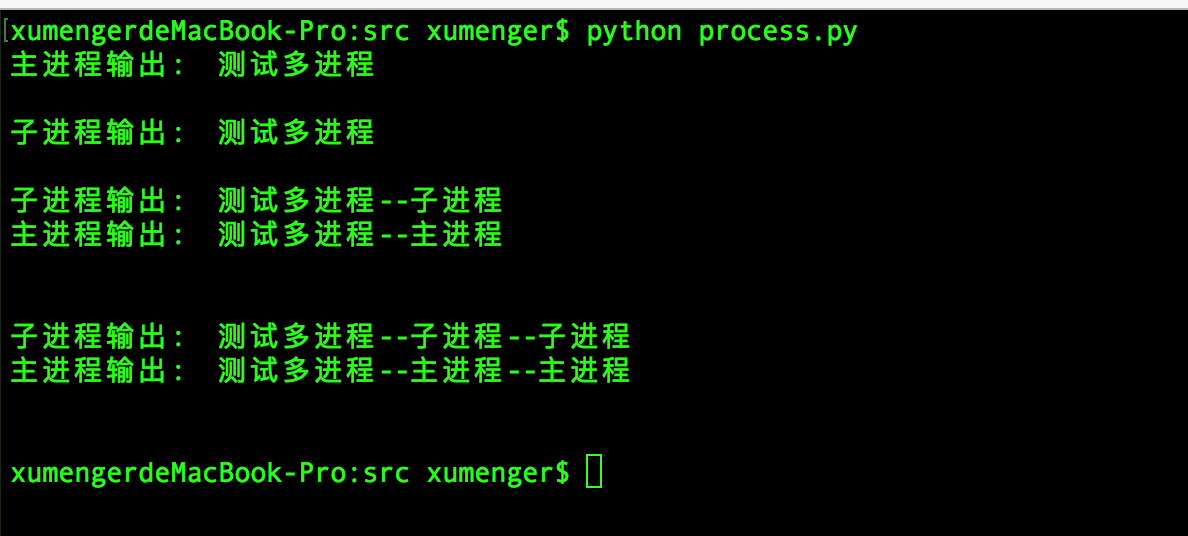 [xumengerdeMacBook-Pro:src xumenger$ python process.py
主进程输出： 测试多进程
子进程输出： 测试多进程
子进程输出： 测试多进程--子进程
主进程输出： 测试多进程--主进程
子进程输出： 测试多进程--子进程--子进程
主进程输出： 测试多进程--主进程--主进程
xumengerdeMacBook-Pro:src xumenger$